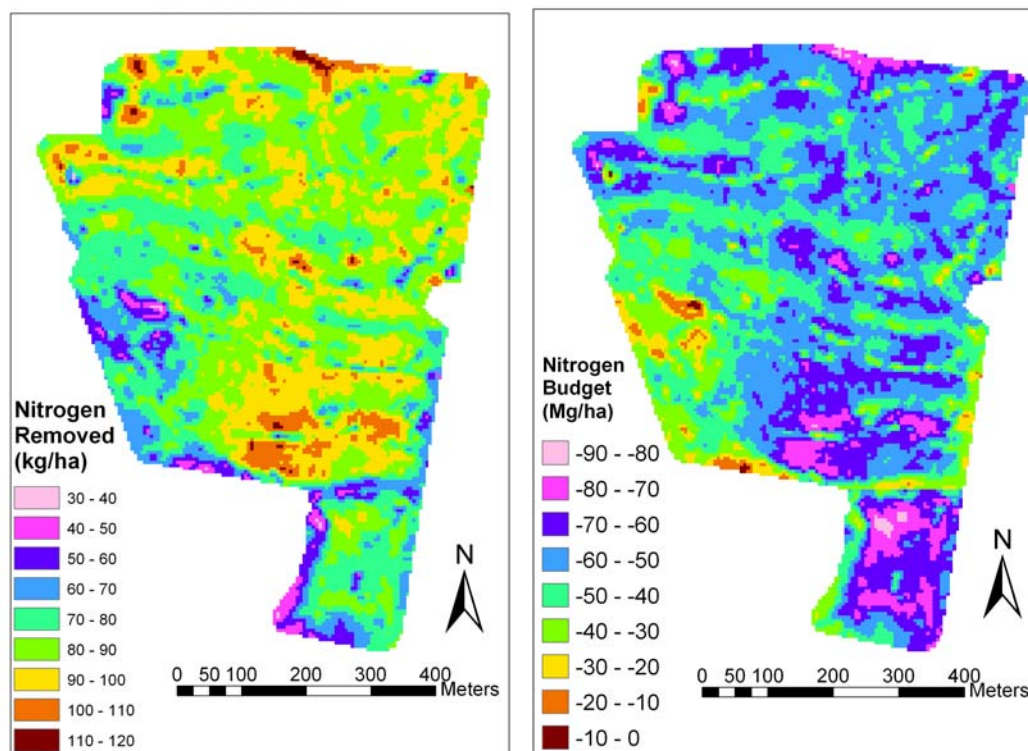 Nitrogen
Removed
(kg/ha)
30 - 40
40 - 50
50 - 60
60 - 70
70 - 80
80 - 90
90 - 100
100 - 110
110 - 120
N
0 50 100 200 300 400
Meters
Nitrogen
Budget
(Mg/ha)
-90 - -80
-80 - -70
-70 - -60
-60 - -50
-50 - -40
-40 - -30
-30 - -20
-20 - -10
-10 - 0
N
0 50 100 200 300 400
Meters